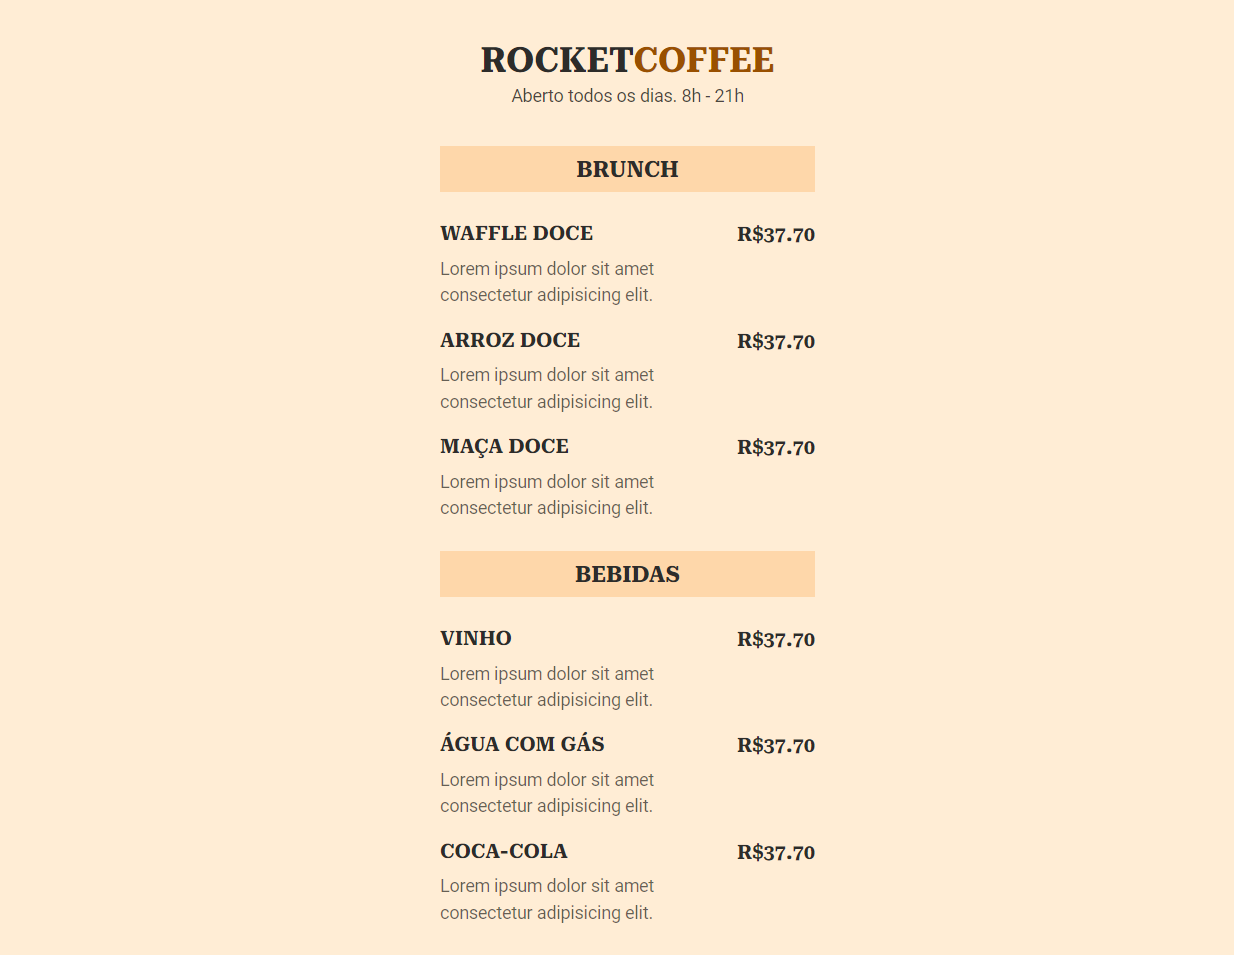 ROCKETCOFFEE
Aberto todos os dias. 8h - 21h
BRUNCH
WAFFLE DOCE R$37.70
Lorem ipsum dolor sit amet
consectetur adipisicing elit.
ARROZ DOCE R$37.70
Lorem ipsum dolor sit amet
consectetur adipisicing elit.
MAÇA DOCE R$37.70
Lorem ipsum dolor sit amet
consectetur adipisicing elit.
BEBIDAS
VINHO R$37.70
Lorem ipsum dolor sit amet
consectetur adipisicing elit.
ÁGUA COM GÁS R$37.70
Lorem ipsum dolor sit amet
consectetur adipisicing elit.
COCA-COLA R$37.70
Lorem ipsum dolor sit amet
consectetur adipisicing elit.